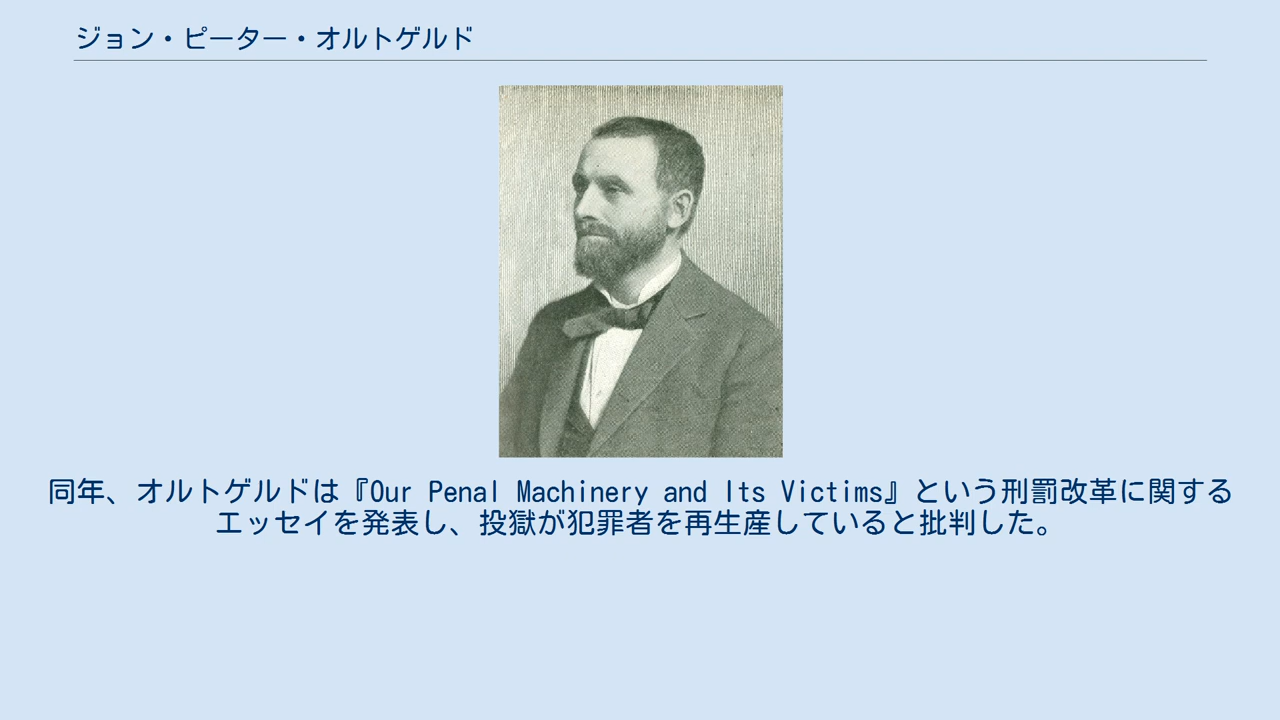 ジョン・ピーター・オルトゲルド
同年、オルトゲルドは『Our Penal Machinery and Its Victims』という刑罰改革に関する
エッセイを発表し、投獄が犯罪者を再生産していると批判した。